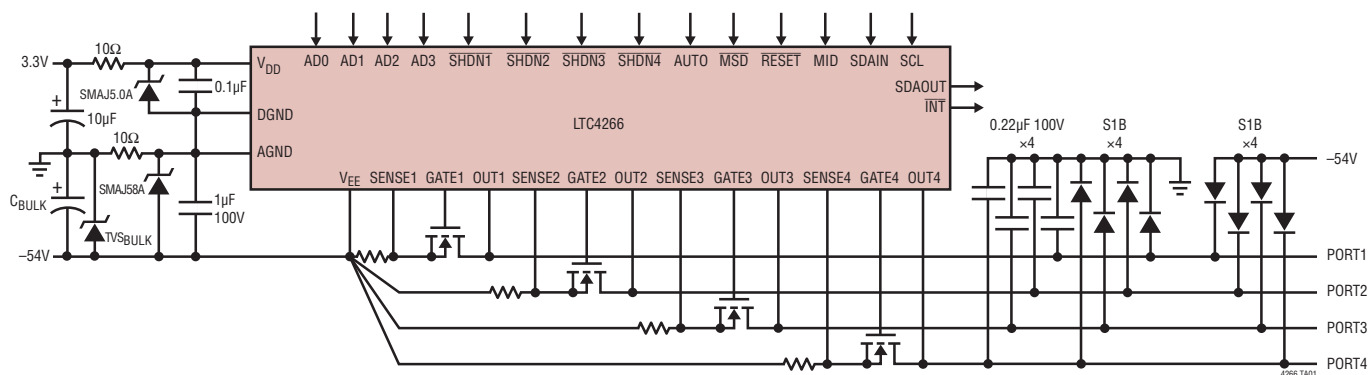 AD0 AD1 AD2 AD3 SHDN1 SHDN2 SHDN3 SHDN4 AUTO MSD RESET MID SDAIN SCL
3.3V
10Ω
VDD
SMAJ5.0A
0.1µF
SDAOUT
INT
+
10µF
DGND
LTC4266
10Ω
AGND
0.22µF 100V
×4
S1B
×4
S1B
×4
–54V
+
CBULK
TVSBULK
SMAJ58A
1µF
100V
VEE SENSE1 GATE1 OUT1 SENSE2 GATE2 OUT2 SENSE3 GATE3 OUT3 SENSE4 GATE4 OUT4
–54V
PORT1
PORT2
PORT3
PORT4
4266 TA01